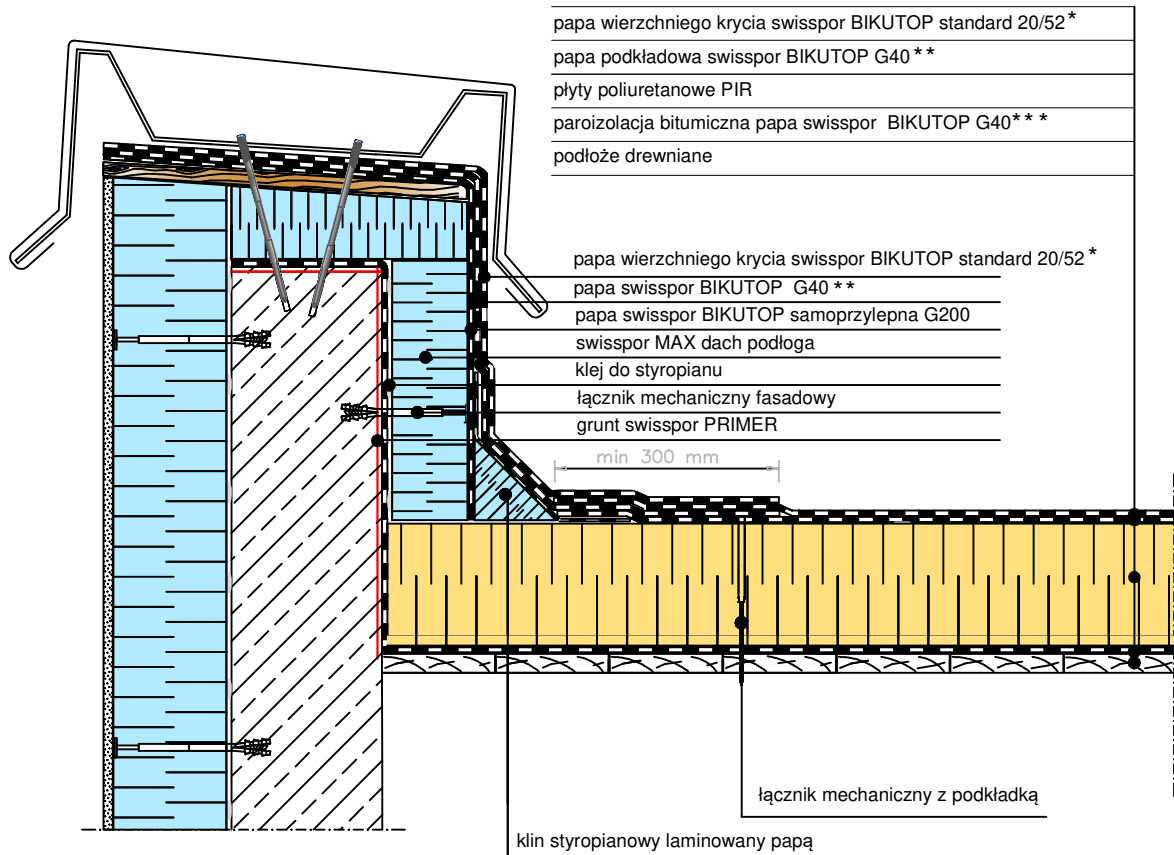 papa wierzchniego krycia swisspor BIKUTOP standard 20/52*
papa podkładowa swisspor BIKUTOP G40**
płyty poliuretanowe PIR
paroizolacja bitumiczna papa swisspor BIKUTOP G40***
podłoże drewniane
papa wierzchniego krycia swisspor BIKUTOP standard 20/52*
papa swisspor BIKUTOP G40**
papa swisspor BIKUTOP samoprzylepna G200
swisspor MAX dach podłoga
klej do styropianu
łącznik mechaniczny fasadowy
grunt swisspor PRIMER
min 300 mm
łącznik mechaniczny z podkładką
klin styropianowy laminowany papą